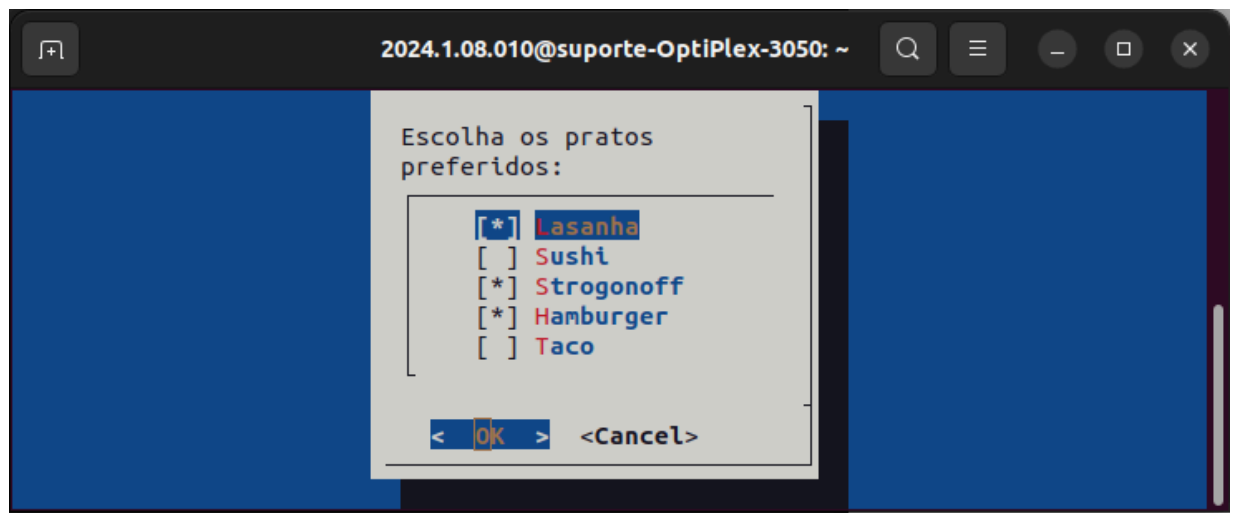 2024.1.08.010@suporte-OptiPlex-3050: ~
Escolha os pratos
preferidos:
[*] Lasanha
[ ] Sushi
[*] Strogonoff
[*] Hamburger
[ ] Taco
<  OK  > <Cancel>